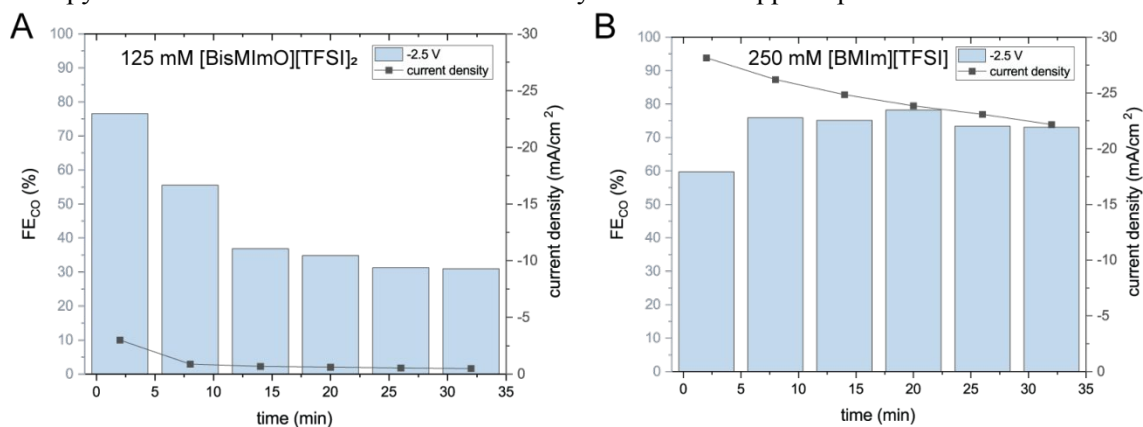 A
125 mM [BisMImO][TFSI]₂
-2.5 V
current density
100
90
80
70
60
50
40
30
20
10
0
FE_CO (%)
-30
-25
-20
-15
-10
-5
0
current density (mA/cm ²)
0 5 10 15 20 25 30 35
time (min)
B
250 mM [BMIm][TFSI]
-2.5 V
current density
100
90
80
70
60
50
40
30
20
10
0
FE_CO (%)
-30
-25
-20
-15
-10
-5
0
current density (mA/cm ²)
0 5 10 15 20 25 30 35
time (min)